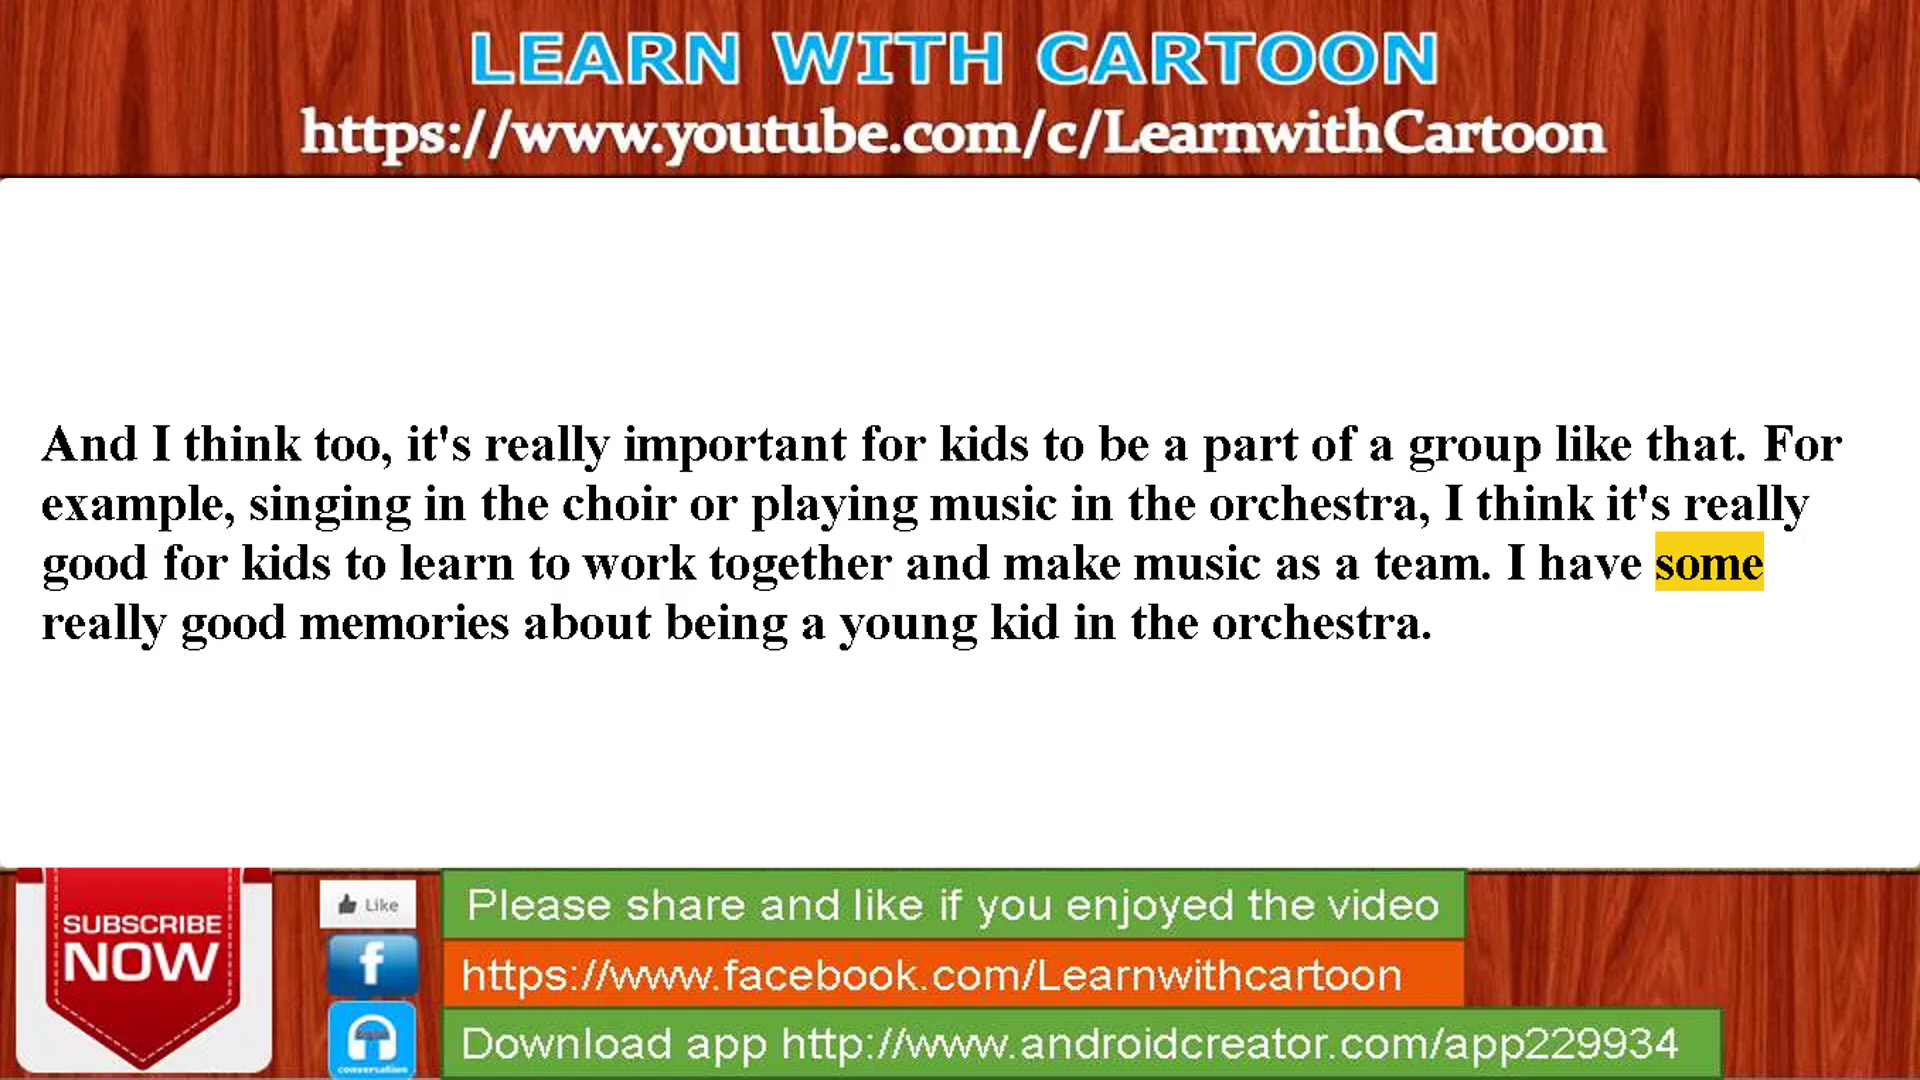 LEARN WITH CARTOON
https://www.youtube.com/c/LearnwithCartoon
And I think too, it's really important for kids to be a part of a group like that. For
example, singing in the choir or playing music in the orchestra, I think it's really
good for kids to learn to work together and make music as a team. I have some
really good memories about being a young kid in the orchestra.
SUBSCRIBE
NOW
Like
f
Please share and like if you enjoyed the video
https://www.facebook.com/Learnwithcartoon
English
conversation
Download app http://www.androidcreator.com/app229934